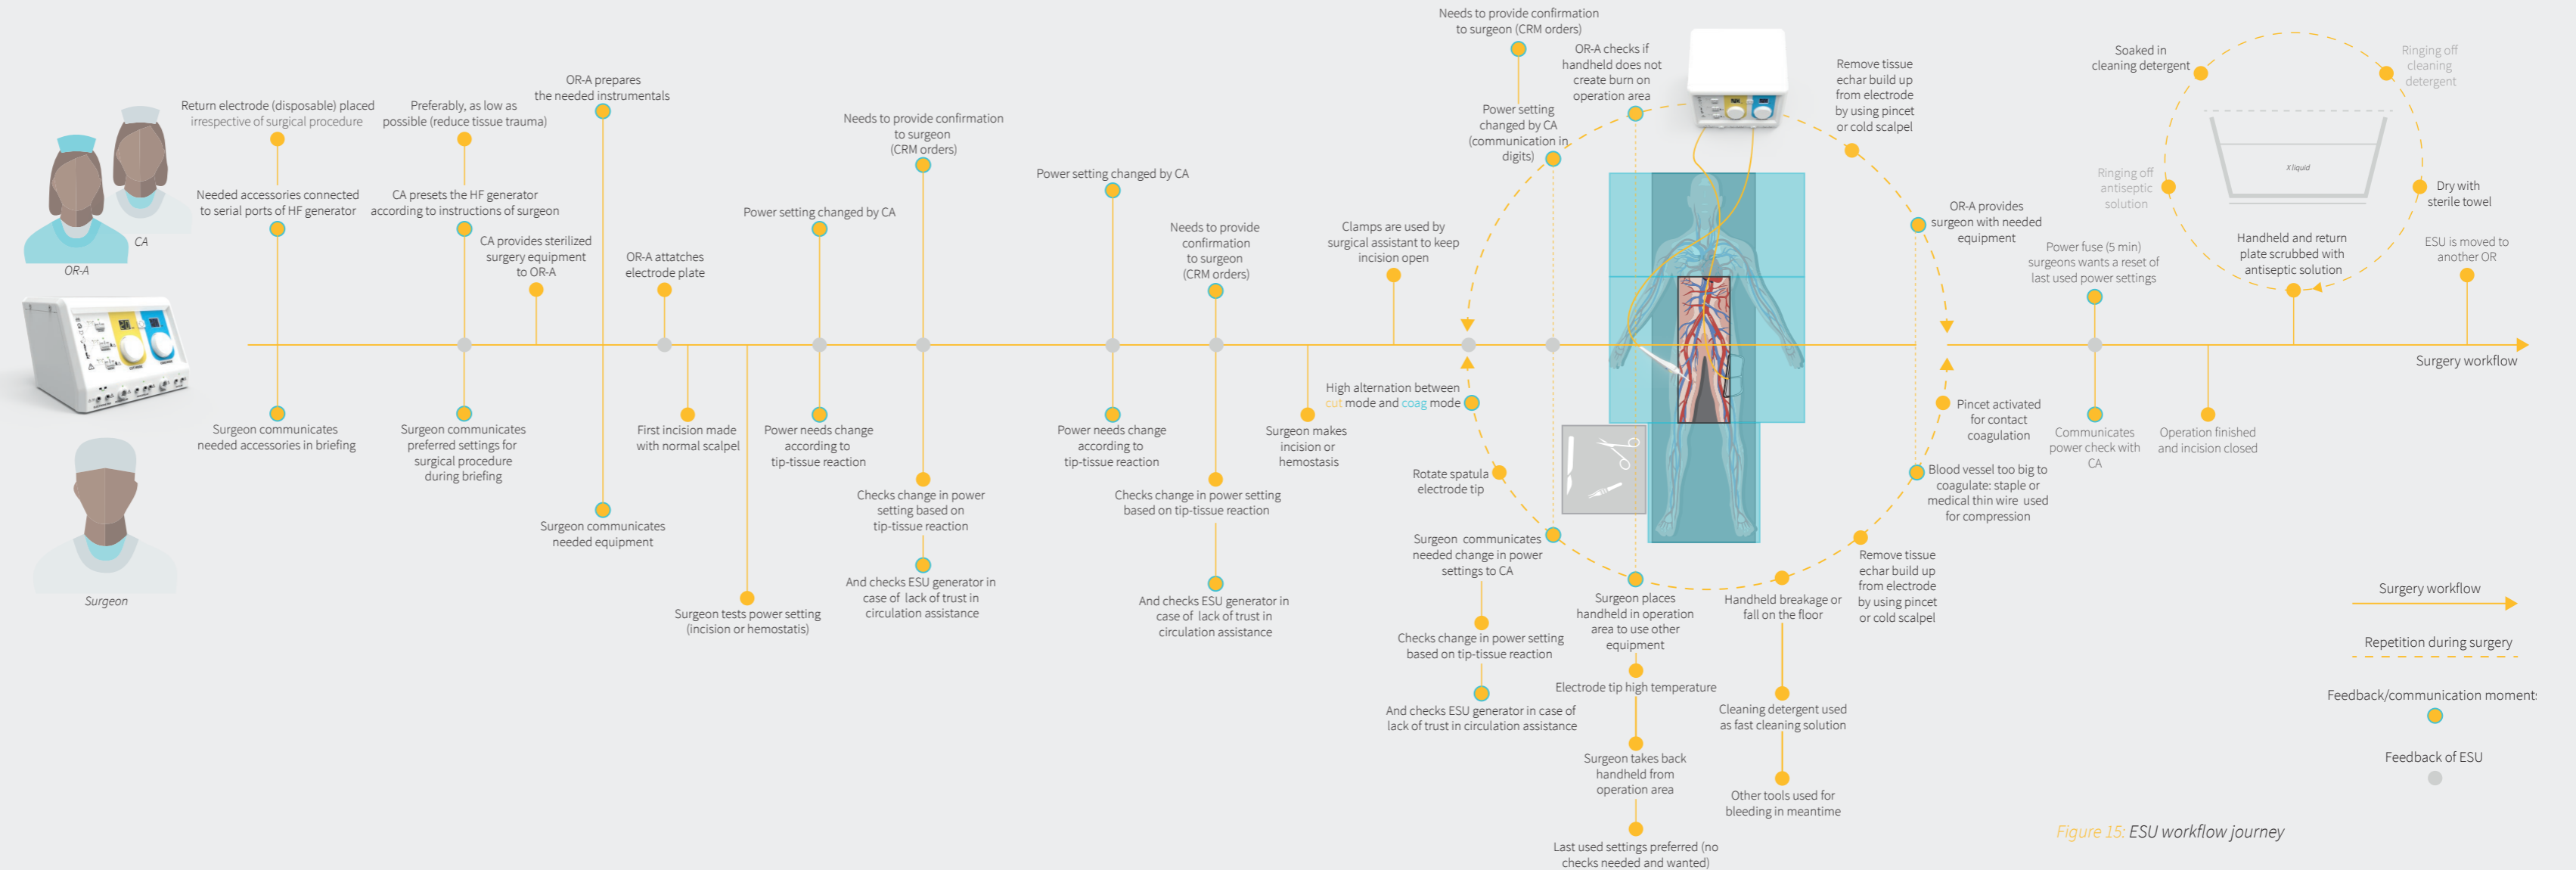 OR-A
CA
Surgeon
Return electrode (disposable) placed
irrespective of surgical procedure
Needed accessories connected
to serial ports of HF generator
Surgeon communicates
needed accessories in briefing
Preferably, as low as
possible (reduce tissue trauma)
CA presets the HF generator
according to instructions of surgeon
Surgeon communicates
preferred settings for
surgical procedure
during briefing
CA provides sterilized
surgery equipment
to OR-A
OR-A prepares
the needed instrumentals
Surgeon communicates
needed equipment
OR-A attatches
electrode plate
First incision made
with normal scalpel
Surgeon tests power setting
(incision or hemostatis)
Power setting changed by CA
Power needs change
according to
tip-tissue reaction
Needs to provide confirmation
to surgeon
(CRM orders)
Checks change in power
setting based on
tip-tissue reaction
And checks ESU generator in
case of lack of trust in
circulation assistance
Power setting changed by CA
Power needs change
according to
tip-tissue reaction
Needs to provide
confirmation
to surgeon
(CRM orders)
Checks change in power setting
based on tip-tissue reaction
And checks ESU generator in
case of lack of trust in
circulation assistance
Surgeon makes
incision or
hemostasis
Clamps are used by
surgical assistant to keep
incision open
High alternation between
cut mode and coag mode
Rotate spatula
electrode tip
Needs to provide confirmation
to surgeon (CRM orders)
Power setting
changed by CA
(communication in
digits)
Surgeon communicates
needed change in power
settings to CA
Checks change in power setting
based on tip-tissue reaction
And checks ESU generator in case of
lack of trust in circulation assistance
OR-A checks if
handheld does not
create burn on
operation area
Surgeon places
handheld in operation
area to use other
equipment
Electrode tip high temperature
Surgeon takes back
handheld from
operation area
Last used settings preferred (no
checks needed and wanted)
Handheld breakage or
fall on the floor
Cleaning detergent used
as fast cleaning solution
Other tools used for
bleeding in meantime
Remove tissue
echar build up
from electrode
by using pincet
or cold scalpel
OR-A provides
surgeon with needed
equipment
Pincet activated
for contact
coagulation
Blood vessel too big to
coagulate: staple or
medical thin wire used
for compression
Remove tissue
echar build up
from electrode
by using pincet
or cold scalpel
Power fuse (5 min)
surgeons wants a reset of
last used power settings
Communicates
power check with
CA
Operation finished
and incision closed
Soaked in
cleaning detergent
Ringing off
cleaning
detergent
Ringing off
antiseptic
solution
X liquid
Dry with
sterile towel
Handheld and return
plate scrubbed with
antiseptic solution
ESU is moved to
another OR
Surgery workflow
Surgery workflow
Repetition during surgery
Feedback/communication moments
Feedback of ESU
Figure 15: ESU workflow journey